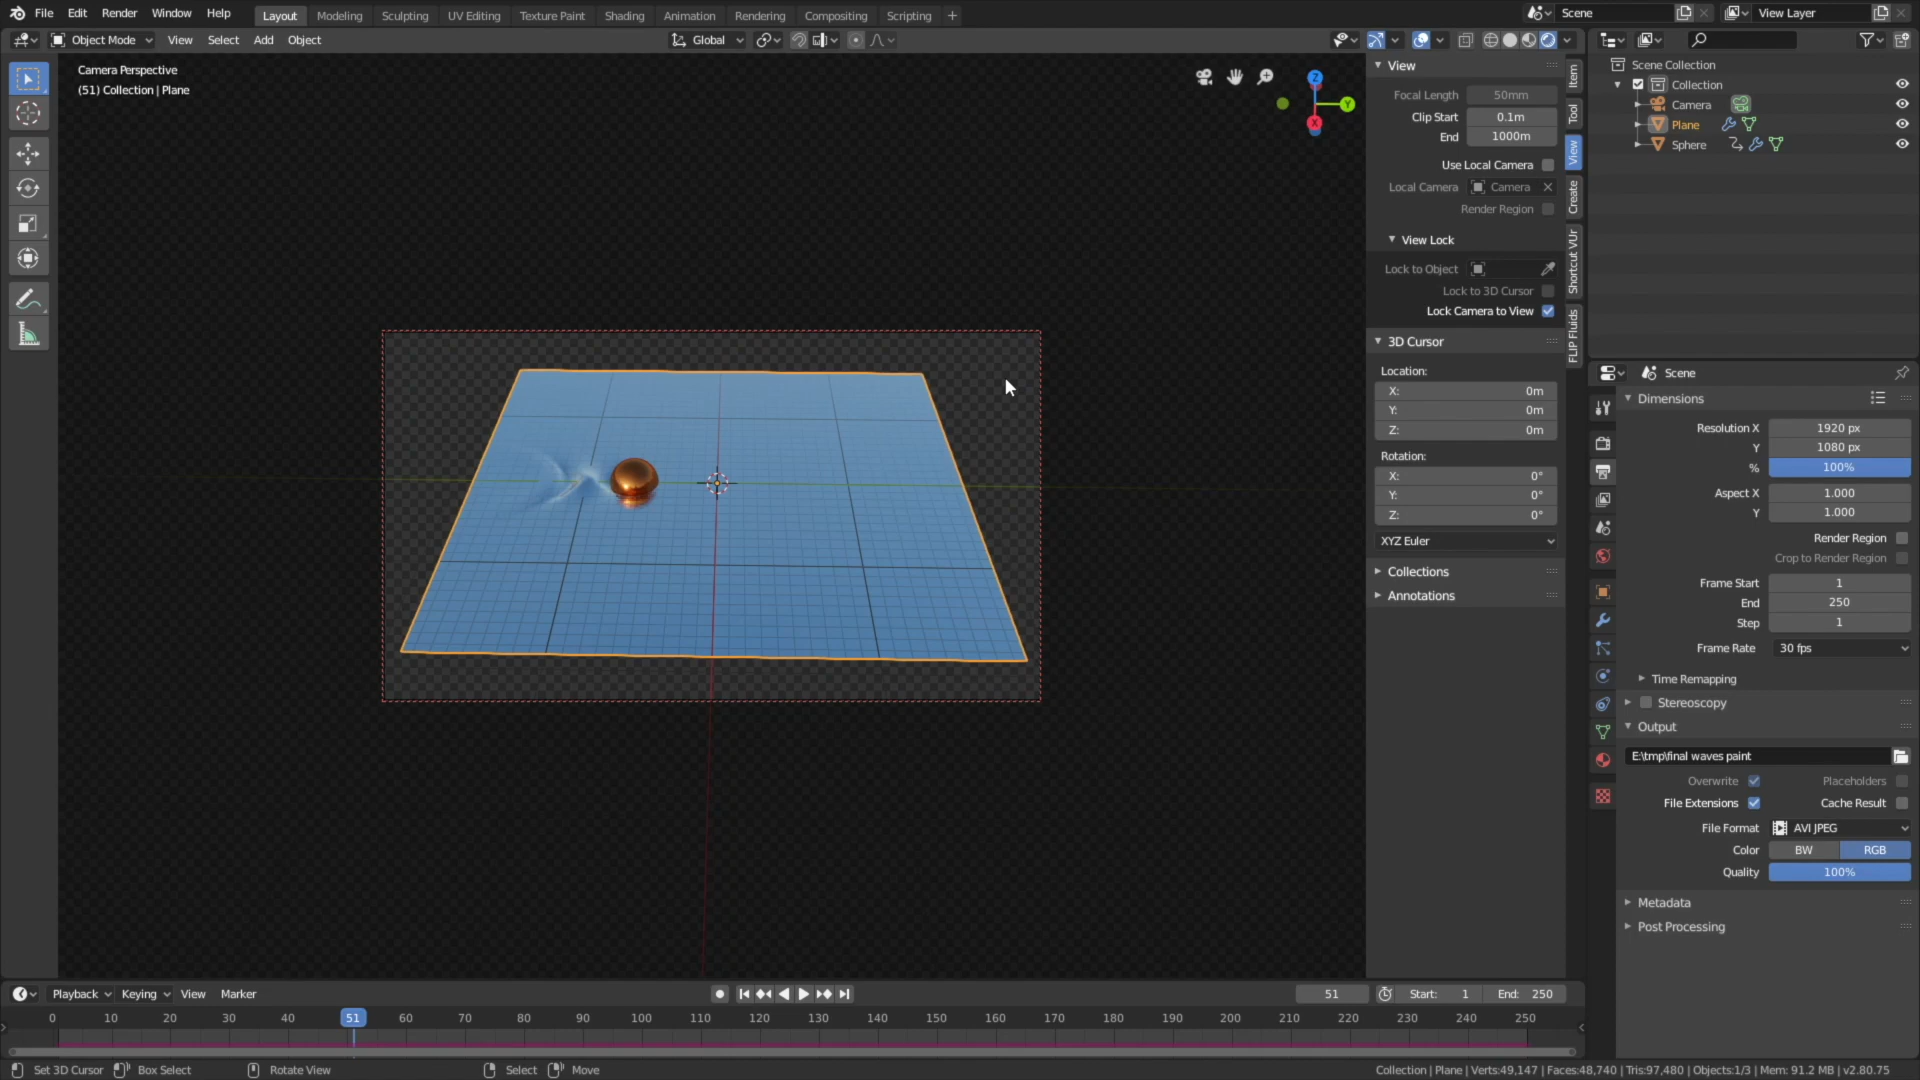 File Edit Render Window Help Layout Modeling Sculpting UV Editing Texture Paint Shading Animation Rendering Compositing Scripting + Scene View Layer
Object Mode View Select Add Object Global
Camera Perspective
(51) Collection | Plane
Z
Y
X
View
Focal Length 50mm
Clip Start 0.1m
End 1000m
Use Local Camera
Local Camera Camera
Render Region
View Lock
Lock to Object
Lock to 3D Cursor
Lock Camera to View
3D Cursor
Location:
X: 0m
Y: 0m
Z: 0m
Rotation:
X: 0°
Y: 0°
Z: 0°
XYZ Euler
Collections
Annotations
Item
Tool
View
Create
Shortcut VUr
FLIP Fluids
Scene Collection
Collection
Camera
Plane
Sphere
Scene
Dimensions
Resolution X 1920 px
Y 1080 px
% 100%
Aspect X 1.000
Y 1.000
Render Region
Crop to Render Region
Frame Start 1
End 250
Step 1
Frame Rate 30 fps
Time Remapping
Stereoscopy
Output
E:\tmp\final waves paint
Overwrite Placeholders
File Extensions Cache Result
File Format AVI JPEG
Color BW RGB
Quality 100%
Metadata
Post Processing
Playback Keying View Marker 51 Start: 1 End: 250
0 10 20 30 40 51 60 70 80 90 100 110 120 130 140 150 160 170 180 190 200 210 220 230 240 250
Set 3D Cursor Box Select Rotate View Select Move Collection | Plane | Verts:49,147 | Faces:48,740 | Tris:97,480 | Objects:1/3 | Mem: 91.2 MB | v2.80.75